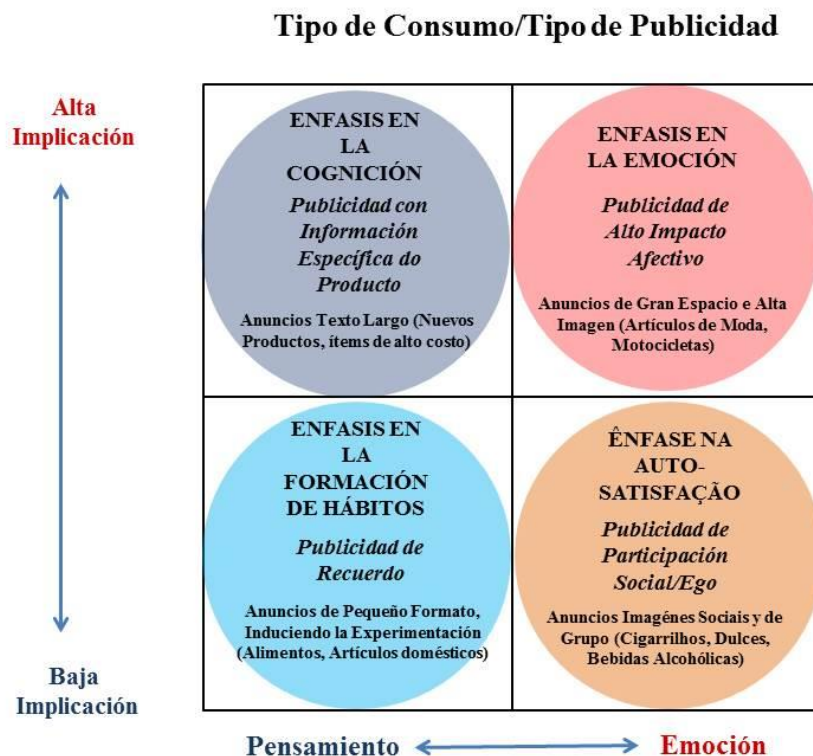 Tipo de Consumo/Tipo de Publicidad
Alta
Implicación
ENFASIS EN
LA
COGNICIÓN
Publicidad con
Información
Específica do
Producto
Anuncios Texto Largo (Nuevos
Productos, ítems de alto costo)
ENFASIS EN
LA EMOCIÓN
Publicidad de
Alto Impacto
Afectivo
Anuncios de Gran Espacio e Alta
Imagen (Artículos de Moda,
Motocicletas)
ENFASIS EN
LA
FORMACIÓN
DE HÁBITOS
Publicidad de
Recuerdo
Anuncios de Pequeño Formato,
Induciendo la Experimentación
(Alimentos, Artículos domésticos)
ÊNFASE NA
AUTO-
SATISFAÇÃO
Publicidad de
Participación
Social/Ego
Anuncios Imagénes Sociais y de
Grupo (Cigarrilhos, Dulces,
Bebidas Alcohólicas)
Baja
Implicación
Pensamiento
Emoción